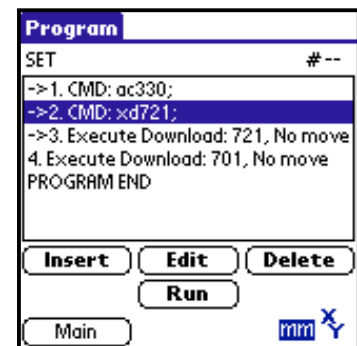 Program
SET #--
->1. CMD: ac330;
->2. CMD: xd721;
->3. Execute Download: 721, No move
4. Execute Download: 701, No move
PROGRAM END
Insert Edit Delete
Run
Main mm X Y